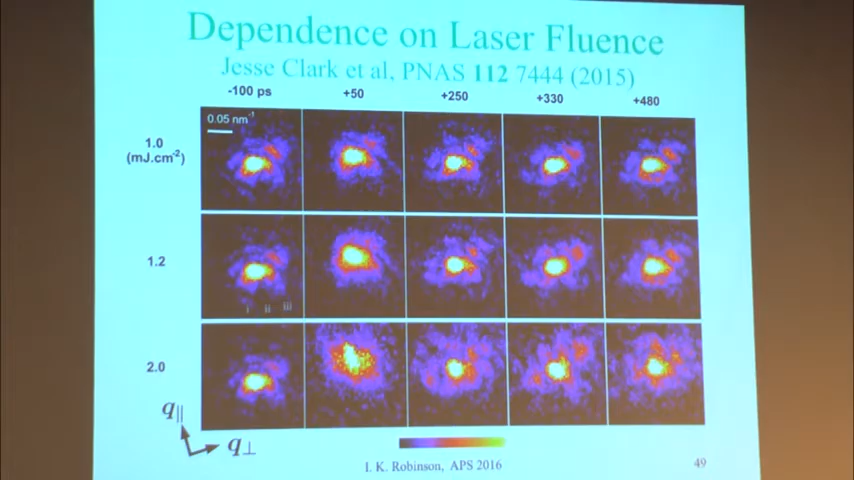 Dependence on Laser Fluence
Jesse Clark et al, PNAS 112 7444 (2015)
-100 ps +50 +250 +330 +480
0.05 nm⁻¹
1.0
(mJ.cm⁻²)
1.2
i ii iii
2.0
q||
q⊥
I. K. Robinson, APS 2016
49